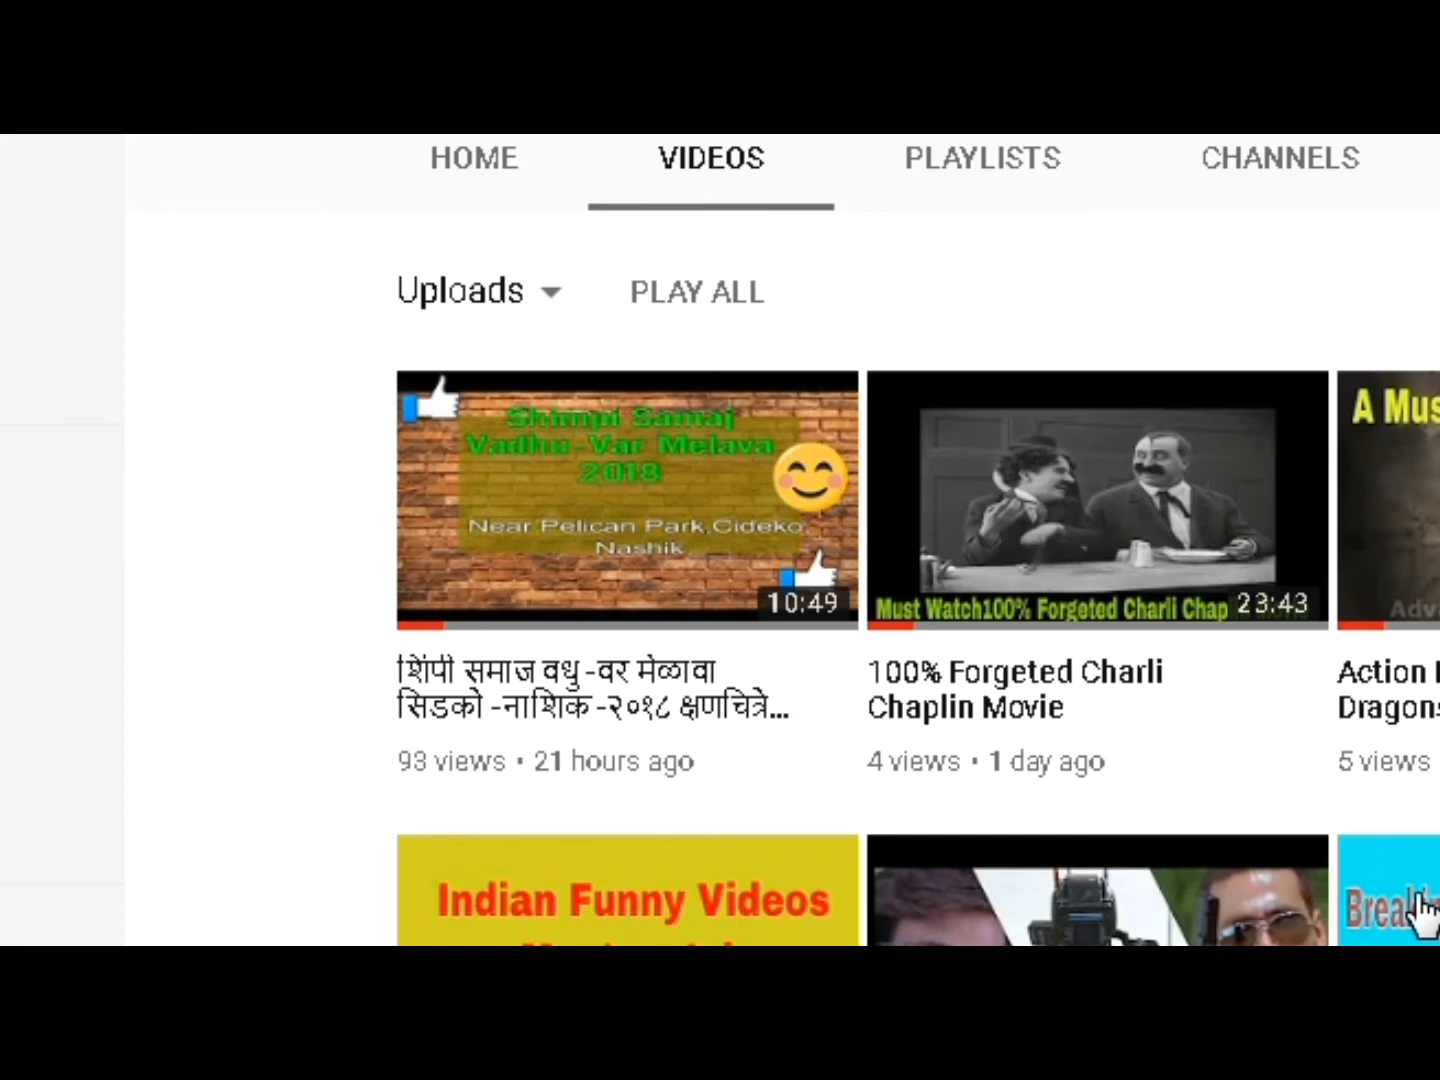 HOME VIDEOS PLAYLISTS CHANNELS
Uploads PLAY ALL
Shimpi Samaj
Vadhu-Var Melava
2018
Near Pelican Park,Cideko
Nashik
10:49
Must Watch100% Forgeted Charli Chap
23:43
A Mus
Adv
शिंपी समाज वधु -वर मेळावा
सिडको -नाशिक -२०१८ क्षणचित्रे...
93 views • 21 hours ago
100% Forgeted Charli
Chaplin Movie
4 views • 1 day ago
Action
Dragons
5 views
Indian Funny Videos